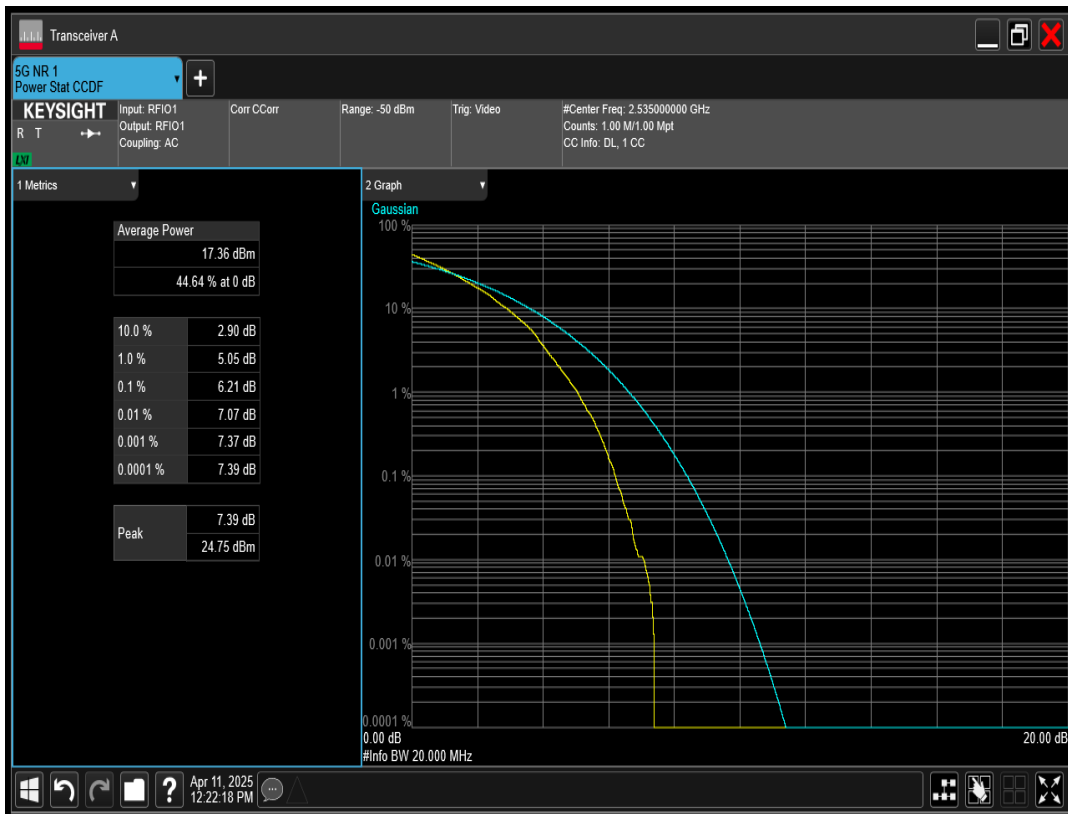 Transceiver A
5G NR 1
Power Stat CCDF
+
KEYSIGHT
R T
LXI
Input: RFIO1
Output: RFIO1
Coupling: AC
Corr CCorr
Range: -50 dBm
Trig: Video
#Center Freq: 2.535000000 GHz
Counts: 1.00 M/1.00 Mpt
CC Info: DL, 1 CC
1 Metrics
Average Power
17.36 dBm
44.64 % at 0 dB
10.0 % 2.90 dB
1.0 % 5.05 dB
0.1 % 6.21 dB
0.01 % 7.07 dB
0.001 % 7.37 dB
0.0001 % 7.39 dB
Peak
7.39 dB
24.75 dBm
2 Graph
Gaussian
100 %
10 %
1 %
0.1 %
0.01 %
0.001 %
0.0001 %
0.00 dB 20.00 dB
#Info BW 20.000 MHz
?
Apr 11, 2025
12:22:18 PM